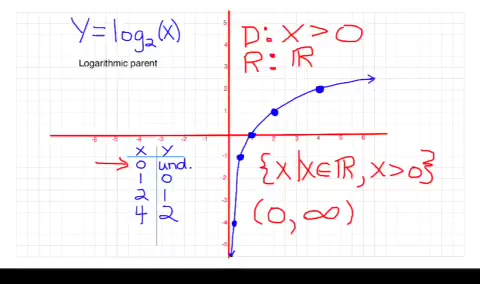 Y=log₂(x)
D: X>0
R: ℝ
Logarithmic parent
X Y
0 und.
1 0
2 1
4 2
{X|X∈ℝ, X>0}
(0, ∞)